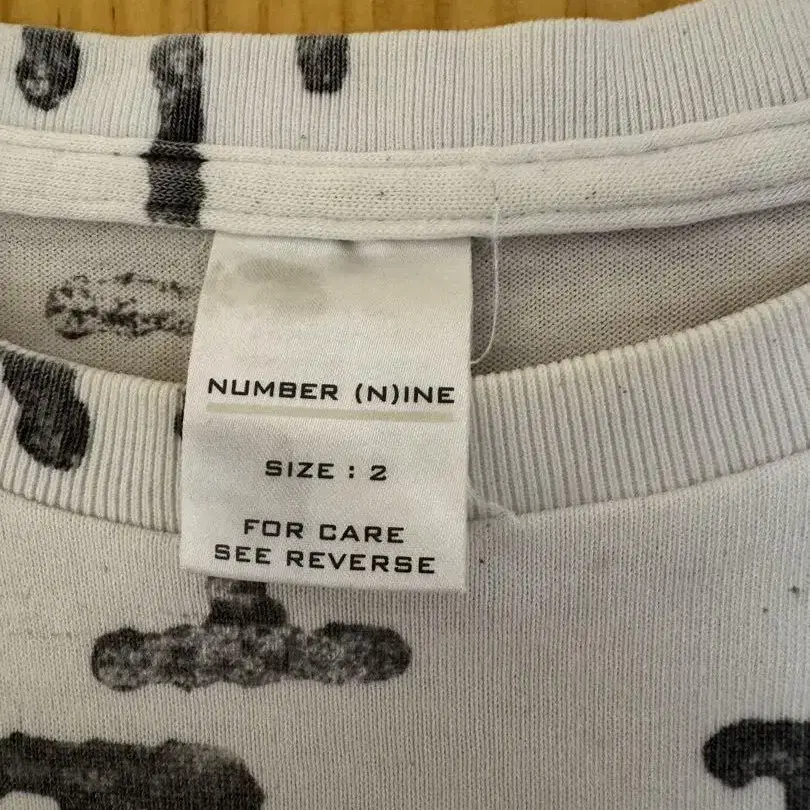 NUMBER (N)INE
SIZE : 2
FOR CARE
SEE REVERSE